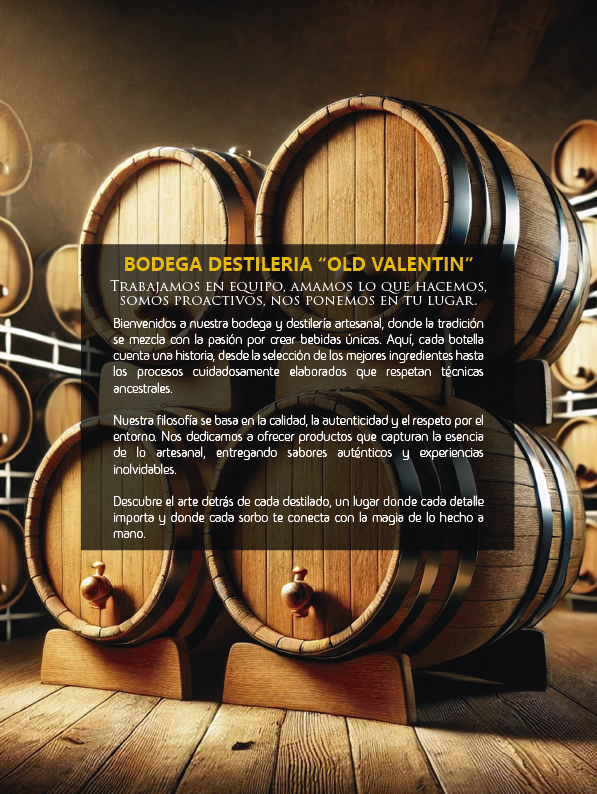 BODEGA DESTILERIA “OLD VALENTIN”
TRABAJAMOS EN EQUIPO, AMAMOS LO QUE HACEMOS,
SOMOS PROACTIVOS, NOS PONEMOS EN TU LUGAR.
Bienvenidos a nuestra bodega y destilería artesanal, donde la tradición
se mezcla con la pasión por crear bebidas únicas. Aquí, cada botella
cuenta una historia, desde la selección de los mejores ingredientes hasta
los procesos cuidadosamente elaborados que respetan técnicas
ancestrales.
Nuestra filosofía se basa en la calidad, la autenticidad y el respeto por el
entorno. Nos dedicamos a ofrecer productos que capturan la esencia
de lo artesanal, entregando sabores auténticos y experiencias
inolvidables.
Descubre el arte detrás de cada destilado, un lugar donde cada detalle
importa y donde cada sorbo te conecta con la magia de lo hecho a
mano.